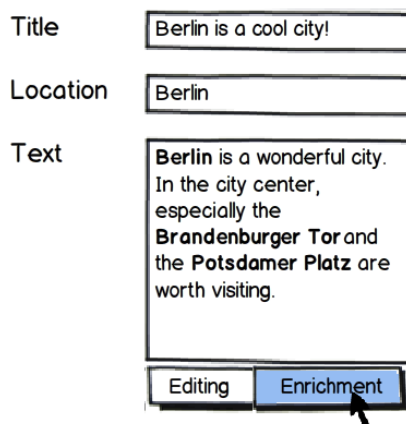 Title
Berlin is a cool city!
Location
Berlin
Text
Berlin is a wonderful city.
In the city center,
especially the
Brandenburger Tor and
the Potsdamer Platz are
worth visiting.
Editing
Enrichment